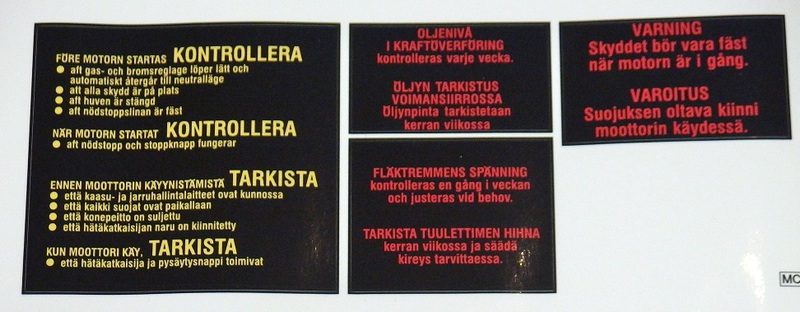 FÖRE MOTORN STARTAS KONTROLLERA
● att gas- och bromsreglage löper lätt och
automatiskt återgår till neutralläge
● att alla skydd är på plats
● att huven är stängd
● att nödstoppslinan är fäst
NÄR MOTORN STARTAT KONTROLLERA
● att nödstopp och stoppknapp fungerar
ENNEN MOOTTORIN KÄYNISTÄMISTÄ TARKISTA
● että kaasu- ja jarruhallintalaitteet ovat kunnossa
● että kaikki suojat ovat paikallaan
● että konepeitto on suljettu
● että hätäkatkaisijan naru on kiinnitetty
KUN MOOTTORI KÄY, TARKISTA
● että hätäkatkaisija ja pysäytysnappi toimivat
OLJENIVÅ
I KRAFTÖVERFÖRING
kontrolleras varje vecka.
ÖLJYN TARKISTUS
VOIMANSIIRROSSA
Öljynpinta tarkistetaan
kerran viikossa
FLÄKTREMMENS SPÄNNING
kontrolleras en gång i veckan
och justeras vid behov.
TARKISTA TUULETTIMEN HIHNA
kerran viikossa ja säädä
kireys tarvittaessa.
VARNING
Skyddet bör vara fäst
när motorn är i gång.
VAROITUS
Suojuksen oltava kiinni
moottorin käydessä.
MC